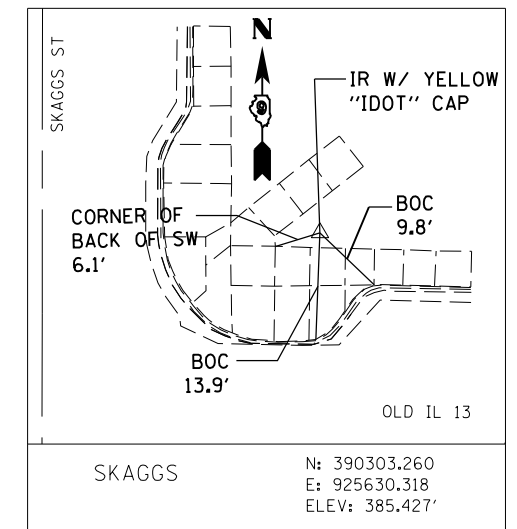 SKAGGS ST
N
9
IR W/ YELLOW
"IDOT" CAP
CORNER OF
BACK OF SW
6.1'
BOC
9.8'
BOC
13.9'
OLD IL 13
SKAGGS
N: 390303.260
E: 925630.318
ELEV: 385.427'